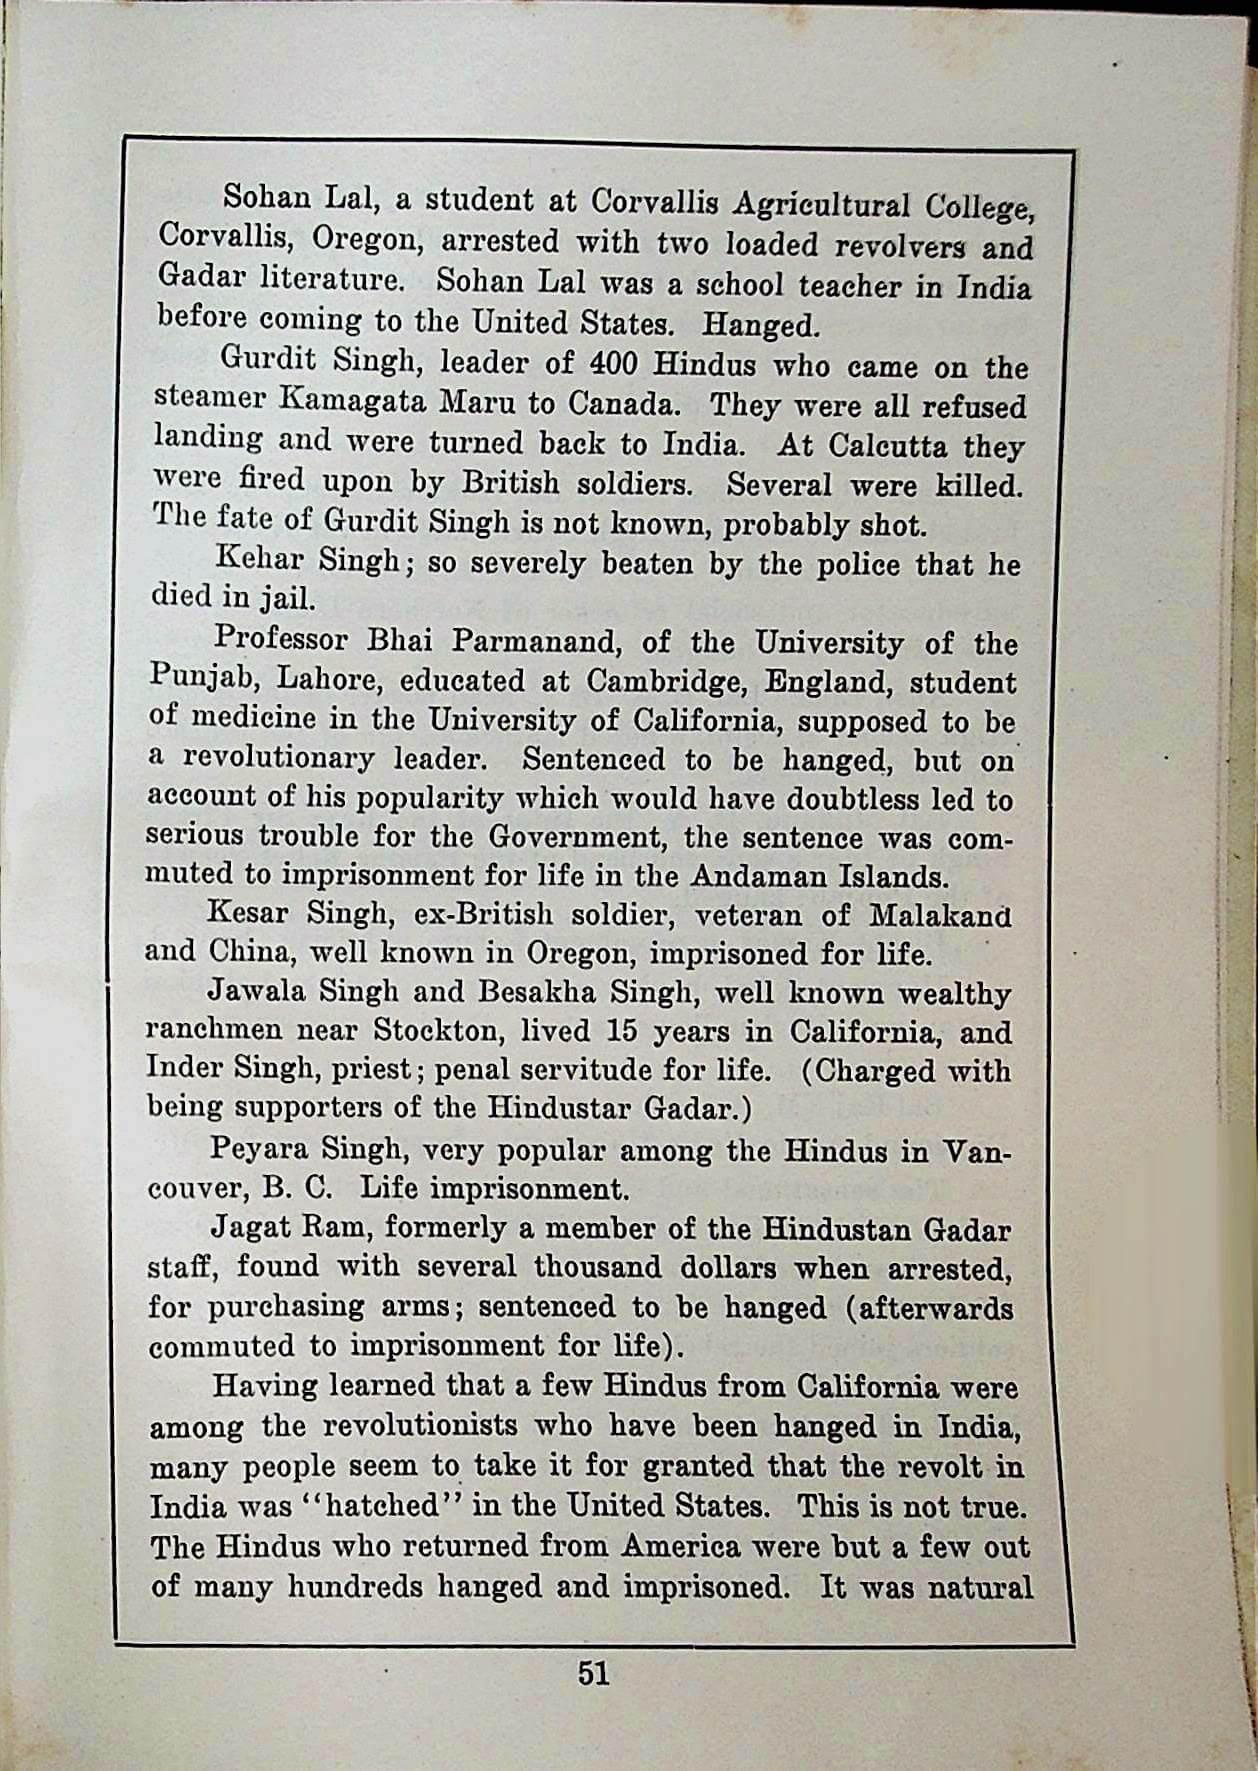 Sohan Lal, a student at Corvallis Agricultural College,
Corvallis, Oregon, arrested with two loaded revolvers and
Gadar literature. Sohan Lal was a school teacher in India
before coming to the United States. Hanged.
Gurdit Singh, leader of 400 Hindus who came on the
steamer Kamagata Maru to Canada. They were all refused
landing and were turned back to India. At Calcutta they
were fired upon by British soldiers. Several were killed.
The fate of Gurdit Singh is not known, probably shot.
Kehar Singh; so severely beaten by the police that he
died in jail.
Professor Bhai Parmanand, of the University of the
Punjab, Lahore, educated at Cambridge, England, student
of medicine in the University of California, supposed to be
a revolutionary leader. Sentenced to be hanged, but on
account of his popularity which would have doubtless led to
serious trouble for the Government, the sentence was com-
muted to imprisonment for life in the Andaman Islands.
Kesar Singh, ex-British soldier, veteran of Malakand
and China, well known in Oregon, imprisoned for life.
Jawala Singh and Besakha Singh, well known wealthy
ranchmen near Stockton, lived 15 years in California, and
Inder Singh, priest; penal servitude for life. (Charged with
being supporters of the Hindustar Gadar.)
Peyara Singh, very popular among the Hindus in Van-
couver, B. C. Life imprisonment.
Jagat Ram, formerly a member of the Hindustan Gadar
staff, found with several thousand dollars when arrested,
for purchasing arms; sentenced to be hanged (afterwards
commuted to imprisonment for life).
Having learned that a few Hindus from California were
among the revolutionists who have been hanged in India,
many people seem to take it for granted that the revolt in
India was "hatched" in the United States. This is not true.
The Hindus who returned from America were but a few out
of many hundreds hanged and imprisoned. It was natural
51